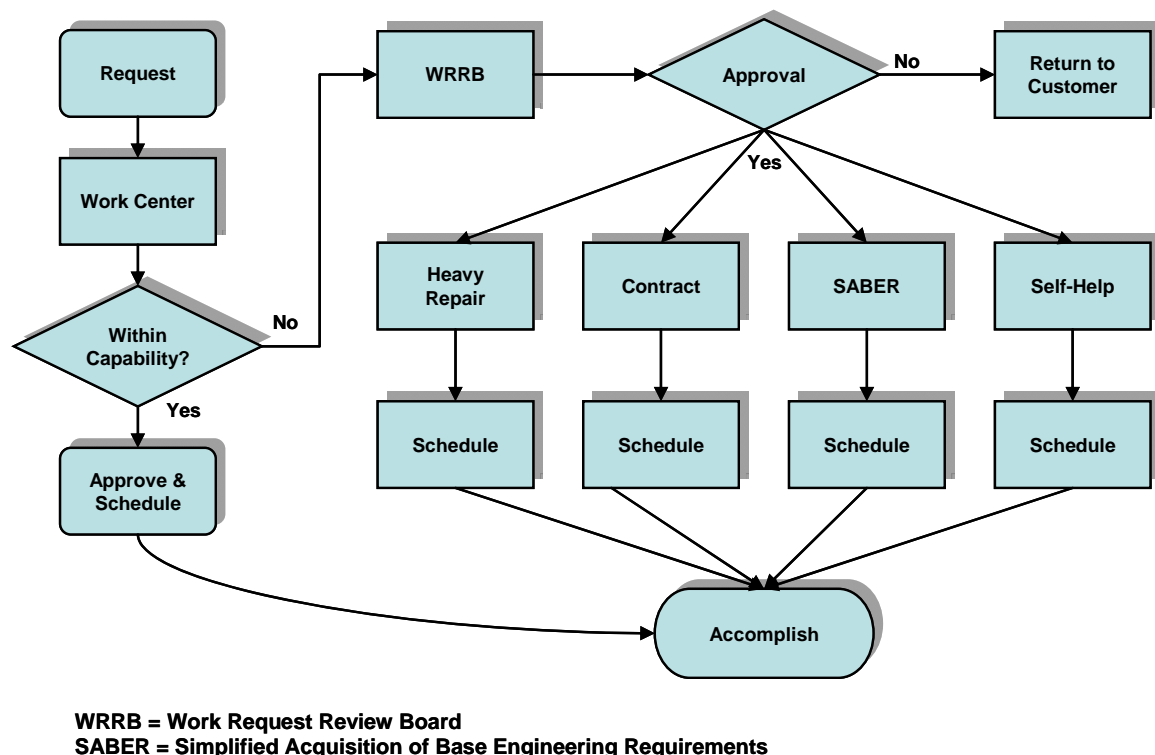 Request
WRRB
Approval
No
Return to
Customer
Work Center
Yes
Within
Capability?
No
Heavy
Repair
Contract
SABER
Self-Help
Yes
Approve &
Schedule
Schedule
Schedule
Schedule
Schedule
Accomplish
WRRB = Work Request Review Board
SABER = Simplified Acquisition of Base Engineering Requirements